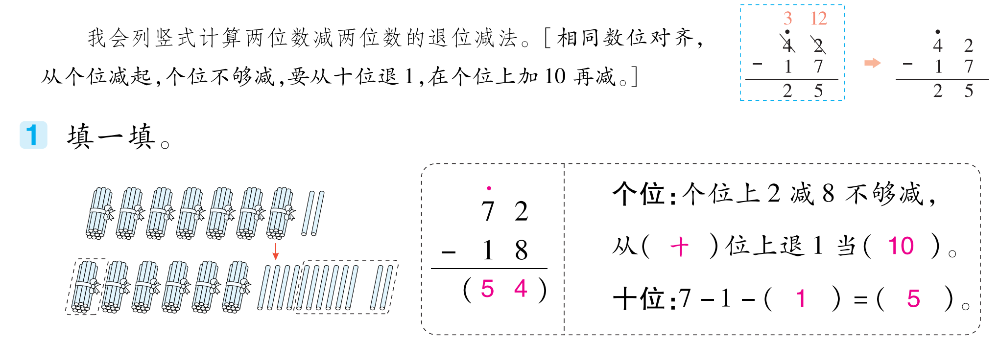 我会列竖式计算两位数减两位数的退位减法。[相同数位对齐,
从个位减起,个位不够减,要从十位退1,在个位上加10再减。]
3 12
4 2
- 1 7
2 5
4 2
- 1 7
2 5
1 填一填。
7 2
- 1 8
( 5 4 )
个位:个位上2减8不够减,
从( 十 )位上退1当( 10 )。
十位:7-1-( 1 )=( 5 )。